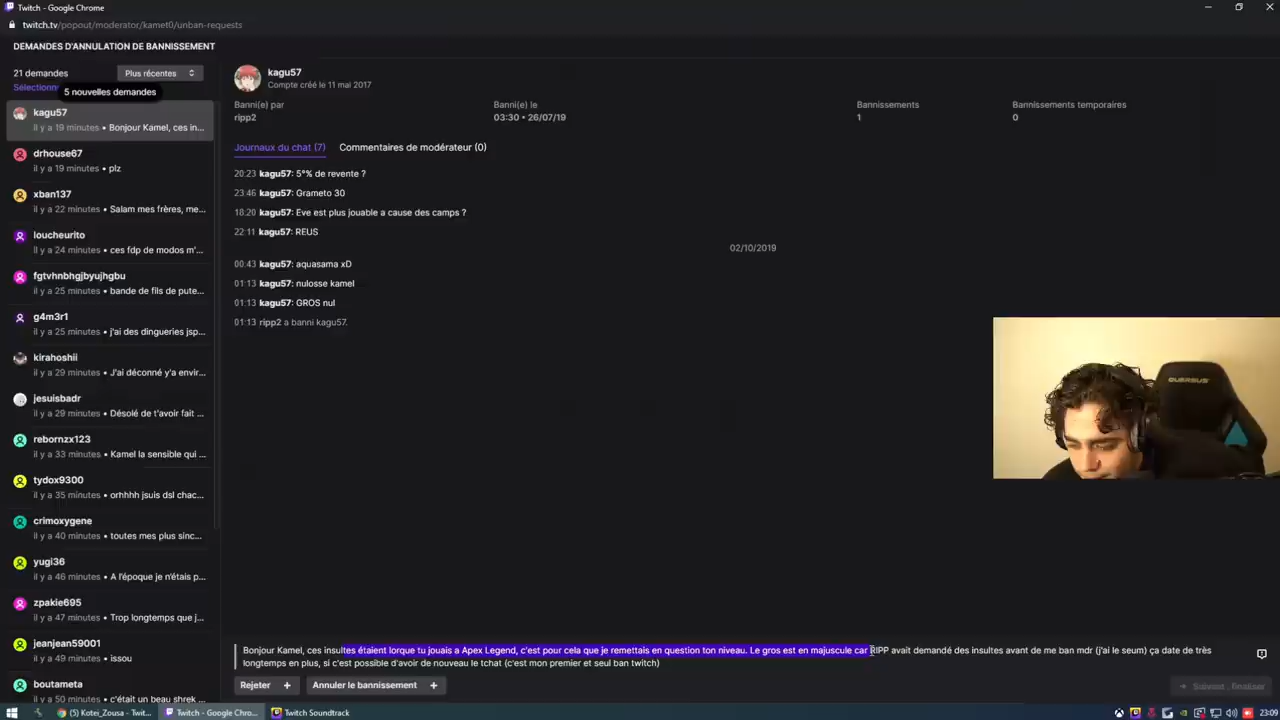 Twitch - Google Chrome
twitch.tv/popout/moderator/kamet0/unban-requests
DEMANDES D'ANNULATION DE BANNISSEMENT
21 demandes
Plus récentes
Sélectionn
5 nouvelles demandes
kagu57
il y a 19 minutes • Bonjour Kamel, ces in...
drhouse67
il y a 19 minutes • plz
xban137
il y a 22 minutes • Salam mes frères, me...
loucheurito
il y a 24 minutes • ces fdp de modos m'...
fgtvhnbhgjbyujhgbu
il y a 25 minutes • bande de fils de pute...
g4m3r1
il y a 25 minutes • j'ai des dingueries jsp...
kirahoshii
il y a 29 minutes • J'ai déconné y'a envir...
jesuisbadr
il y a 29 minutes • Désolé de t'avoir fait ...
rebornzx123
il y a 33 minutes • Kamel la sensible qui ...
tydox9300
il y a 35 minutes • orhhhh jsuis dsl chac...
crimoxygene
il y a 40 minutes • toutes mes plus sinc...
yugi36
il y a 46 minutes • A l'époque je n'étais p...
zpakie695
il y a 47 minutes • Trop longtemps que j...
jeanjean59001
il y a 49 minutes • issou
boutameta
il y a 50 minutes • c'était un beau shrek ..
kagu57
Compte créé le 11 mai 2017
Banni(e) par
ripp2
Banni(e) le
03:30 • 26/07/19
Bannissements
1
Bannissements temporaires
0
Journaux du chat (7)
Commentaires de modérateur (0)
20:23 kagu57: 5°% de revente ?
23:46 kagu57: Grameto 30
18:20 kagu57: Eve est plus jouable a cause des camps ?
22:11 kagu57: REUS
02/10/2019
00:43 kagu57: aquasama xD
01:13 kagu57: nulosse kamel
01:13 kagu57: GROS nul
01:13 ripp2 a banni kagu57.
QUERSUS
Bonjour Kamel, ces insultes étaient lorque tu jouais a Apex Legend, c'est pour cela que je remettais en question ton niveau. Le gros est en majuscule car RIPP avait demandé des insultes avant de me ban mdr (j'ai le seum) ça date de très
longtemps en plus, si c'est possible d'avoir de nouveau le tchat (c'est mon premier et seul ban twitch)
Rejeter +
Annuler le bannissement +
Suivant : finaliser
(8) Kotei_Zousa - Twit...
Twitch - Google Chro...
Twitch Soundtrack
23:09